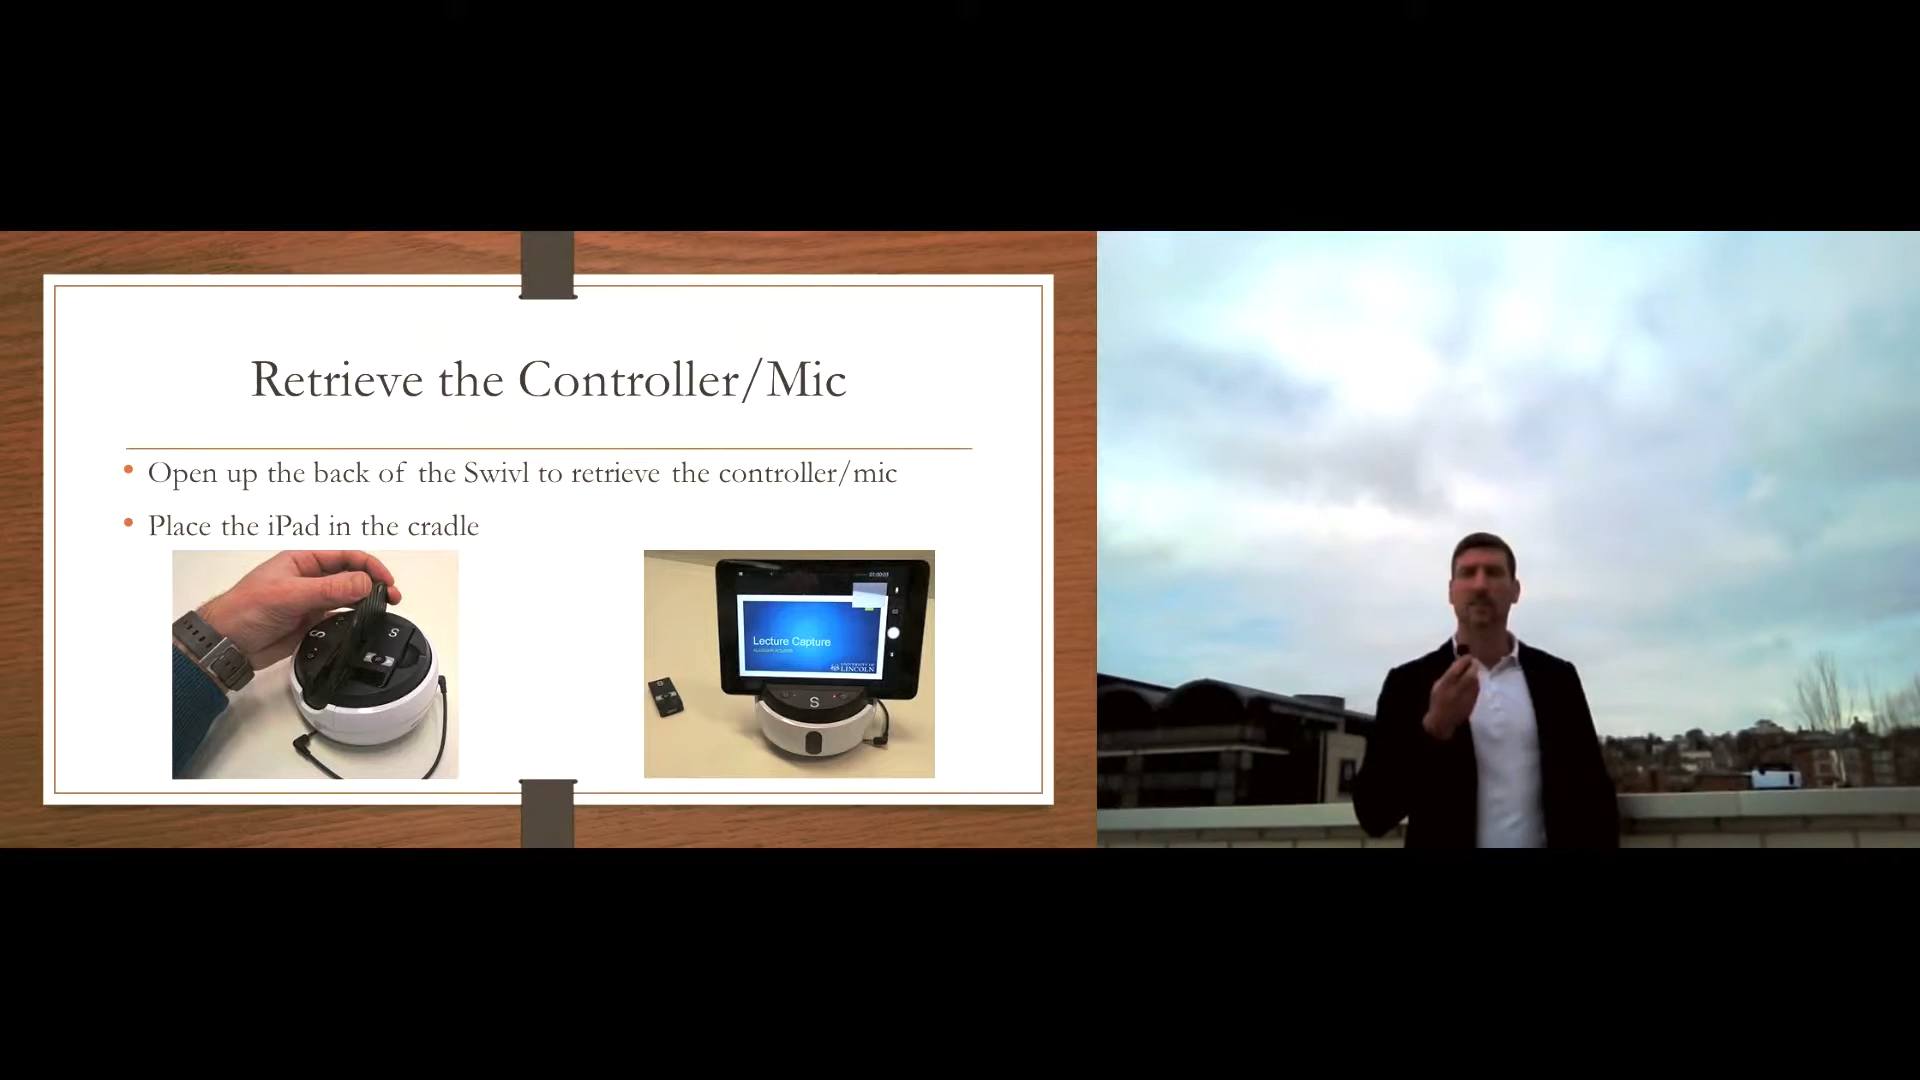 Retrieve the Controller/Mic
Open up the back of the Swivl to retrieve the controller/mic
Place the iPad in the cradle
S
S
Lecture Capture
UNIVERSITY OF
LINCOLN
S
S